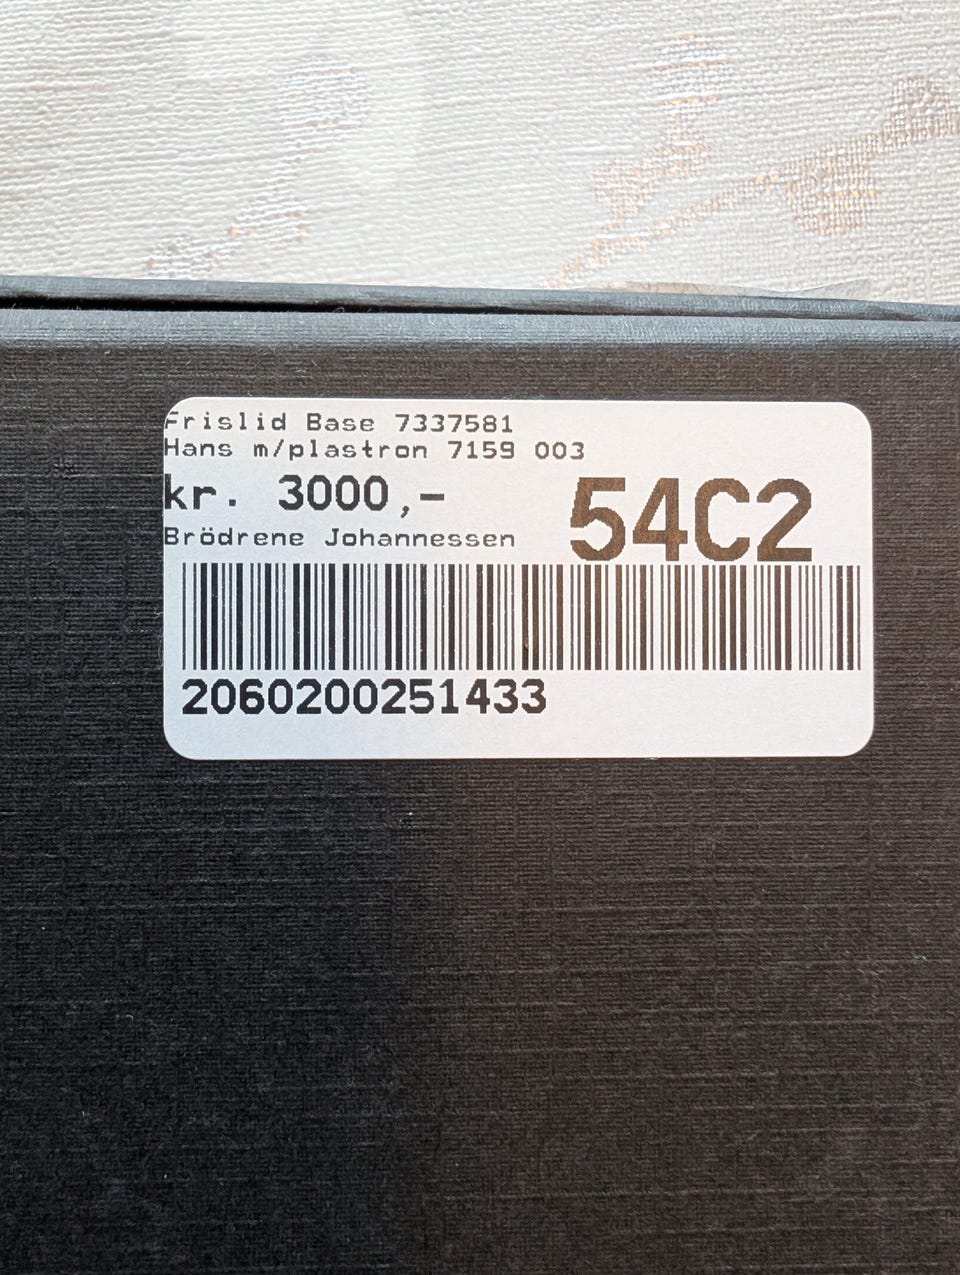 Frislid Base 7337581
Hans m/plastron 7159 003
kr. 3000,-
54C2
Brödrene Johannessen
2060200251433